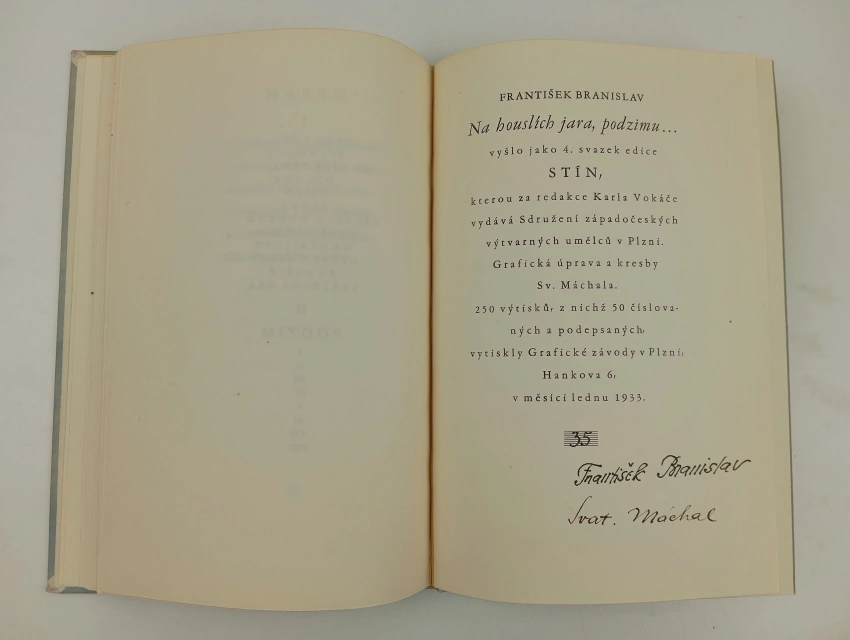 FRANTIŠEK BRANISLAV
Na houslích jara, podzimu...
vyšlo jako 4. svazek edice
STÍN,
kterou za redakce Karla Vokáče
vydává Sdružení západočeských
výtvarných umělců v Plzni.
Grafická úprava a kresby
Sv. Máchala.
250 výtisků, z nichž 50 číslova-
ných a podepsaných,
vytiskly Grafické závody v Plzni,
Hankova 6,
v měsíci lednu 1933.
35
František Branislav
Svat. Máchal